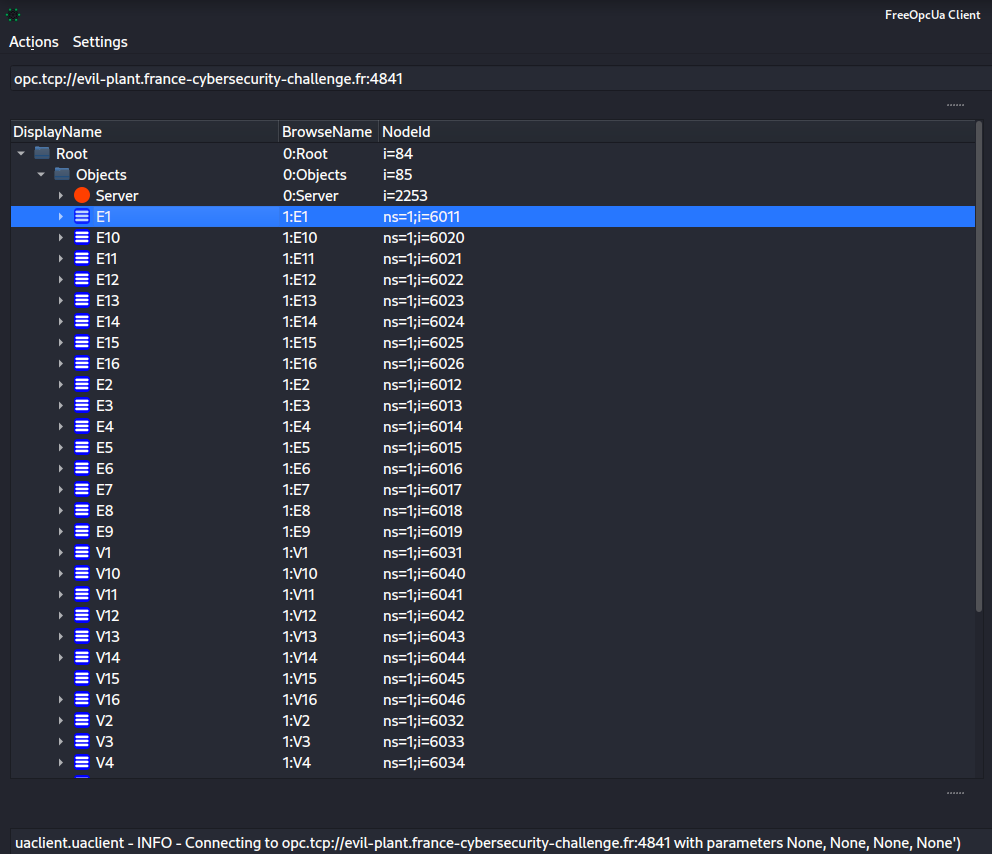 FreeOpcUa Client
Actions Settings
opc.tcp://evil-plant.france-cybersecurity-challenge.fr:4841
DisplayName BrowseName NodeId
Root 0:Root i=84
Objects 0:Objects i=85
Server 0:Server i=2253
E1 1:E1 ns=1;i=6011
E10 1:E10 ns=1;i=6020
E11 1:E11 ns=1;i=6021
E12 1:E12 ns=1;i=6022
E13 1:E13 ns=1;i=6023
E14 1:E14 ns=1;i=6024
E15 1:E15 ns=1;i=6025
E16 1:E16 ns=1;i=6026
E2 1:E2 ns=1;i=6012
E3 1:E3 ns=1;i=6013
E4 1:E4 ns=1;i=6014
E5 1:E5 ns=1;i=6015
E6 1:E6 ns=1;i=6016
E7 1:E7 ns=1;i=6017
E8 1:E8 ns=1;i=6018
E9 1:E9 ns=1;i=6019
V1 1:V1 ns=1;i=6031
V10 1:V10 ns=1;i=6040
V11 1:V11 ns=1;i=6041
V12 1:V12 ns=1;i=6042
V13 1:V13 ns=1;i=6043
V14 1:V14 ns=1;i=6044
V15 1:V15 ns=1;i=6045
V16 1:V16 ns=1;i=6046
V2 1:V2 ns=1;i=6032
V3 1:V3 ns=1;i=6033
V4 1:V4 ns=1;i=6034
uaclient.uaclient - INFO - Connecting to opc.tcp://evil-plant.france-cybersecurity-challenge.fr:4841 with parameters None, None, None, None')